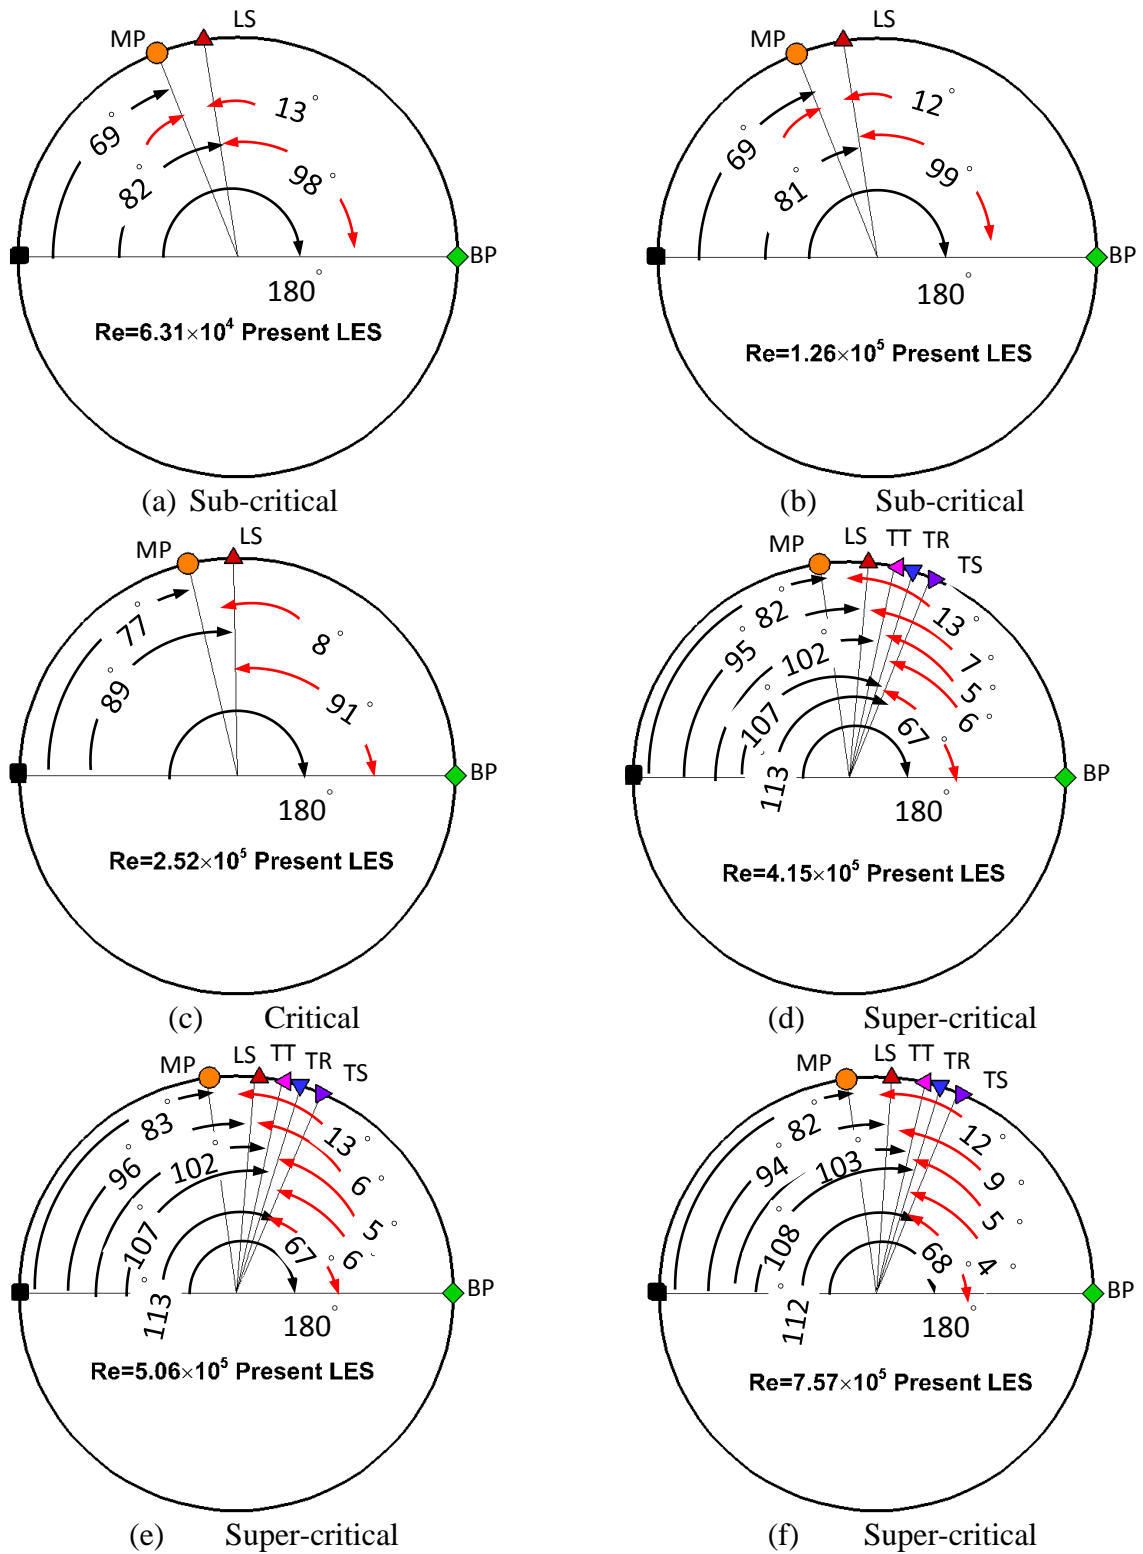 MP LS
69°
13°
82°
98°
BP
180°
Re=6.31×10⁴ Present LES
(a) Sub-critical
MP LS
69°
12°
81°
99°
BP
180°
Re=1.26×10⁵ Present LES
(b) Sub-critical
MP LS
77°
8°
89°
91°
BP
180°
Re=2.52×10⁵ Present LES
(c) Critical
MP LS TT TR TS
82°
13°
95°
102°
7°
5°
107°
67°
6°
113°
BP
180°
Re=4.15×10⁵ Present LES
(d) Super-critical
MP LS TT TR TS
83°
13°
96°
102°
6°
5°
107°
67°
6°
113°
BP
180°
Re=5.06×10⁵ Present LES
(e) Super-critical
MP LS TT TR TS
82°
12°
94°
103°
9°
5°
108°
68°
4°
112°
BP
180°
Re=7.57×10⁵ Present LES
(f) Super-critical